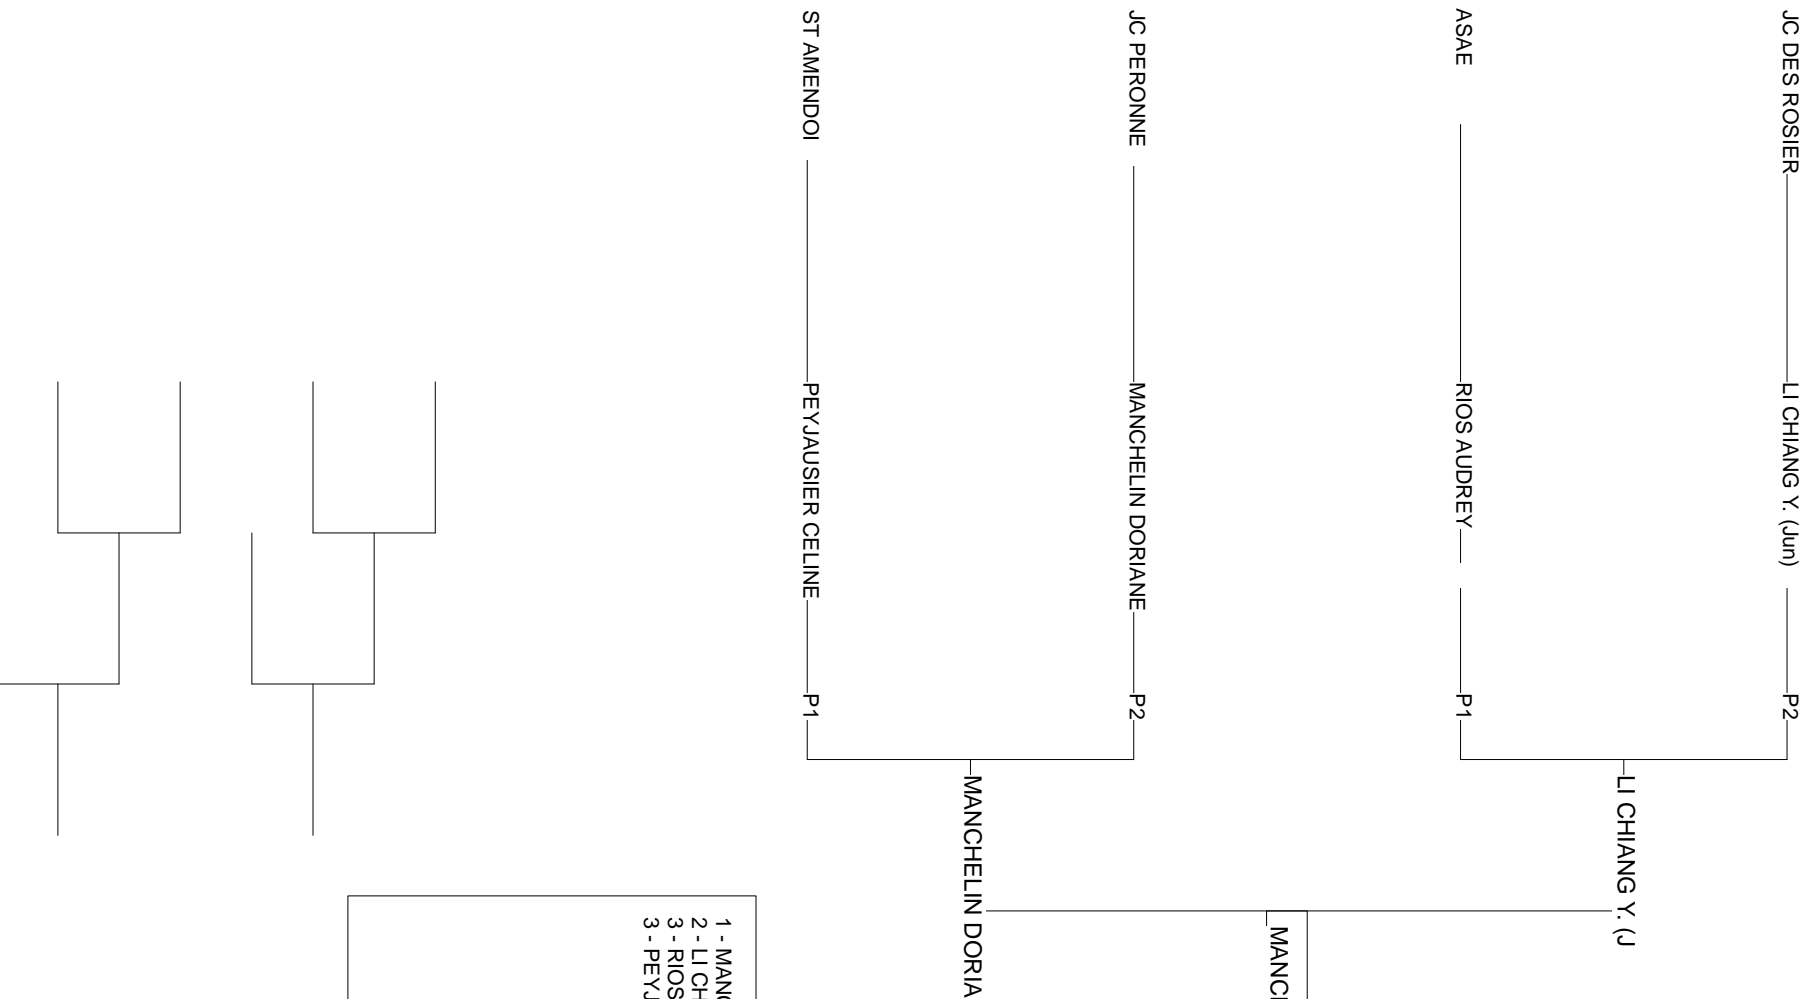 JC DES ROSIER LI CHIANG Y. (Jun) P2
LI CHIANG Y. (J
ASAE RIOS AUDREY P1
MANCH
JC PERONNE MANCHELIN DORIANE P2
MANCHELIN DORIA
ST AMENDOI PEYJAUSIER CELINE P1
1 - MANC
2 - LI CH
3 - RIOS
3 - PEYJ